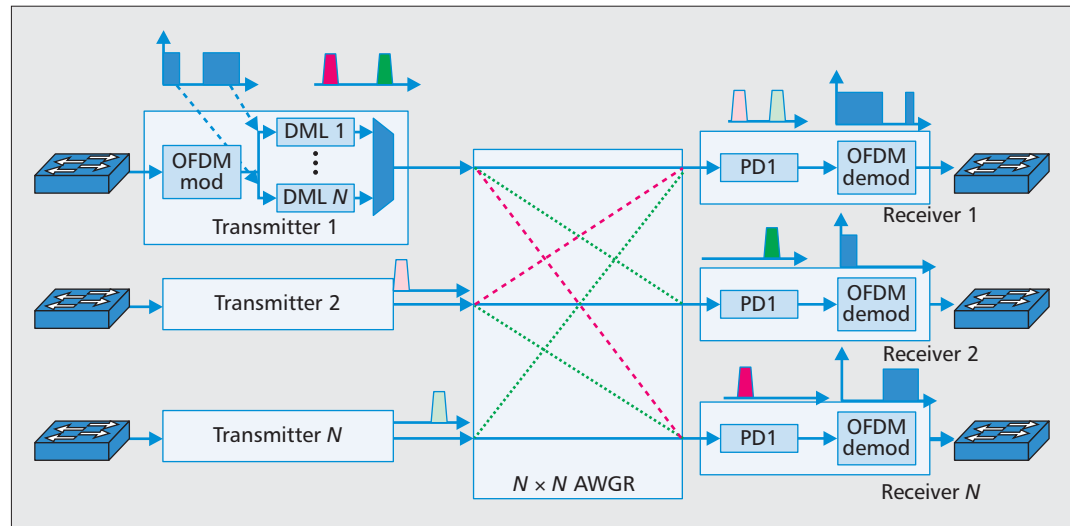 OFDM
mod
DML 1
DML N
Transmitter 1
PD1
OFDM
demod
Receiver 1
Transmitter 2
PD1
OFDM
demod
Receiver 2
Transmitter N
PD1
OFDM
demod
Receiver N
N × N AWGR